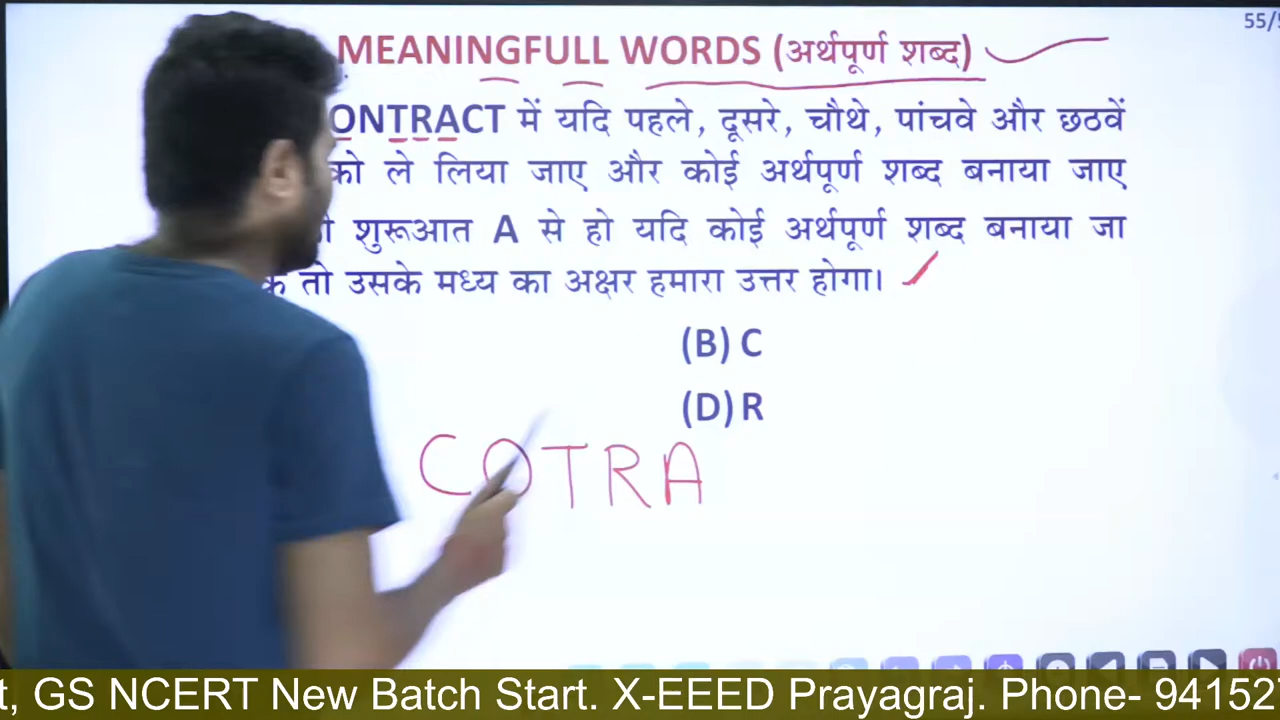 55/
MEANINGFULL WORDS (अर्थपूर्ण शब्द)
ONTRACT में यदि पहले, दूसरे, चौथे, पांचवे और छठवें
को ले लिया जाए और कोई अर्थपूर्ण शब्द बनाया जाए
शुरूआत A से हो यदि कोई अर्थपूर्ण शब्द बनाया जा
तो उसके मध्य का अक्षर हमारा उत्तर होगा।
(B) C
(D) R
COTRA
t, GS NCERT New Batch Start. X-EEED Prayagraj. Phone- 94152